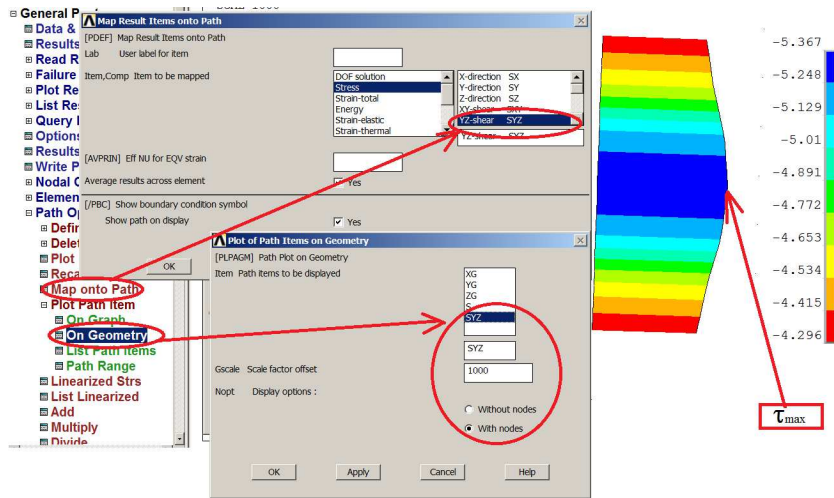 General P
Data &
Results
Read R
Failure
Plot Re
List Re
Query
Options
Results
Write P
Nodal C
Elemen
Path Op
Defin
Delet
Plot
Reca
Map onto Path
Plot Path Item
On Graph
On Geometry
List Path Items
Path Range
Linearized Strs
List Linearized
Add
Multiply
Divide
Map Result Items onto Path
[PDEF] Map Result Items onto Path
Lab User label for item
Item,Comp Item to be mapped
DOF solution
Stress
Strain-total
Energy
Strain-elastic
Strain-thermal
X-direction SX
Y-direction SY
Z-direction SZ
XY-shear SXY
YZ-shear SYZ
YZ-shear SYZ
[AVPRIN] Eff NU for EQV strain
Average results across element
Yes
[/PBC] Show boundary condition symbol
Show path on display
Yes
OK
Plot of Path Items on Geometry
[PLPAGM] Path Plot on Geometry
Item Path items to be displayed
XG
YG
ZG
S
SYZ
SYZ
Gscale Scale factor offset
1000
Nopt Display options :
Without nodes
With nodes
OK
Apply
Cancel
Help
-5.367
-5.248
-5.129
-5.01
-4.891
-4.772
-4.653
-4.534
-4.415
-4.296
τmax